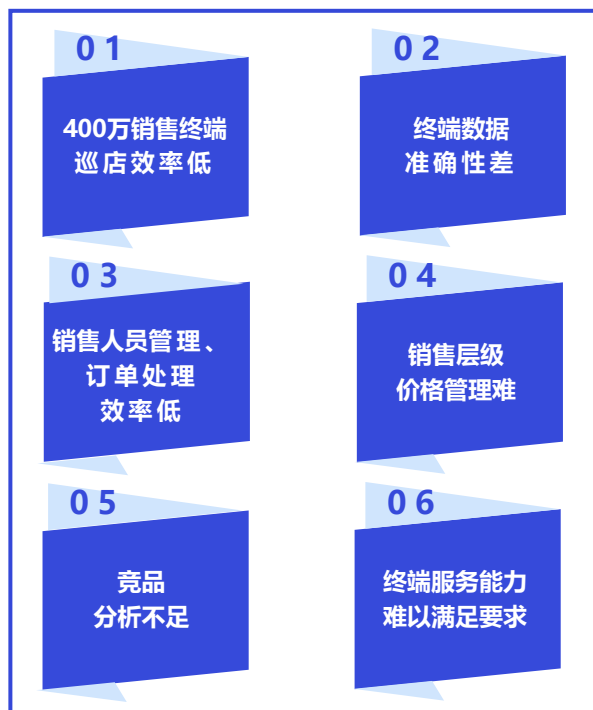 01
400万销售终端
巡店效率低
02
终端数据
准确性差
03
销售人员管理、
订单处理
效率低
04
销售层级
价格管理难
05
竞品
分析不足
06
终端服务能力
难以满足要求